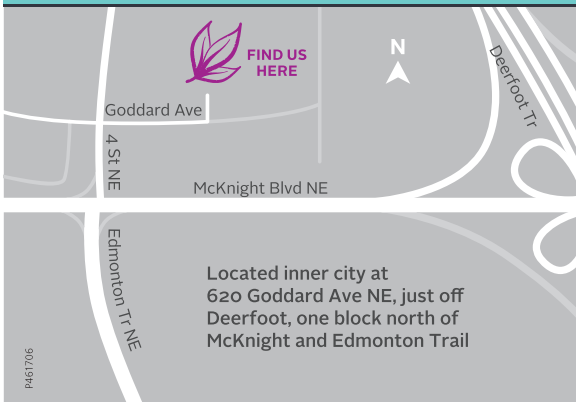 FIND US
HERE
N
Deerfoot Tr
Goddard Ave
4 St NE
McKnight Blvd NE
Edmonton Tr NE
Located inner city at
620 Goddard Ave NE, just off
Deerfoot, one block north of
McKnight and Edmonton Trail
P461706